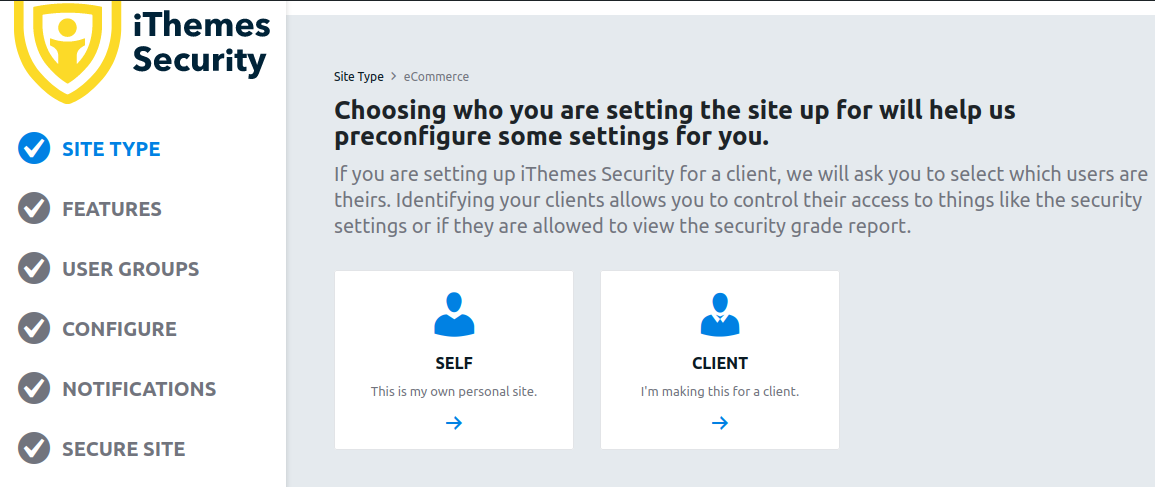 iThemes
Security
SITE TYPE
FEATURES
USER GROUPS
CONFIGURE
NOTIFICATIONS
SECURE SITE
Site Type > eCommerce
Choosing who you are setting the site up for will help us
preconfigure some settings for you.
If you are setting up iThemes Security for a client, we will ask you to select which users are
theirs. Identifying your clients allows you to control their access to things like the security
settings or if they are allowed to view the security grade report.
SELF
This is my own personal site.
CLIENT
I'm making this for a client.